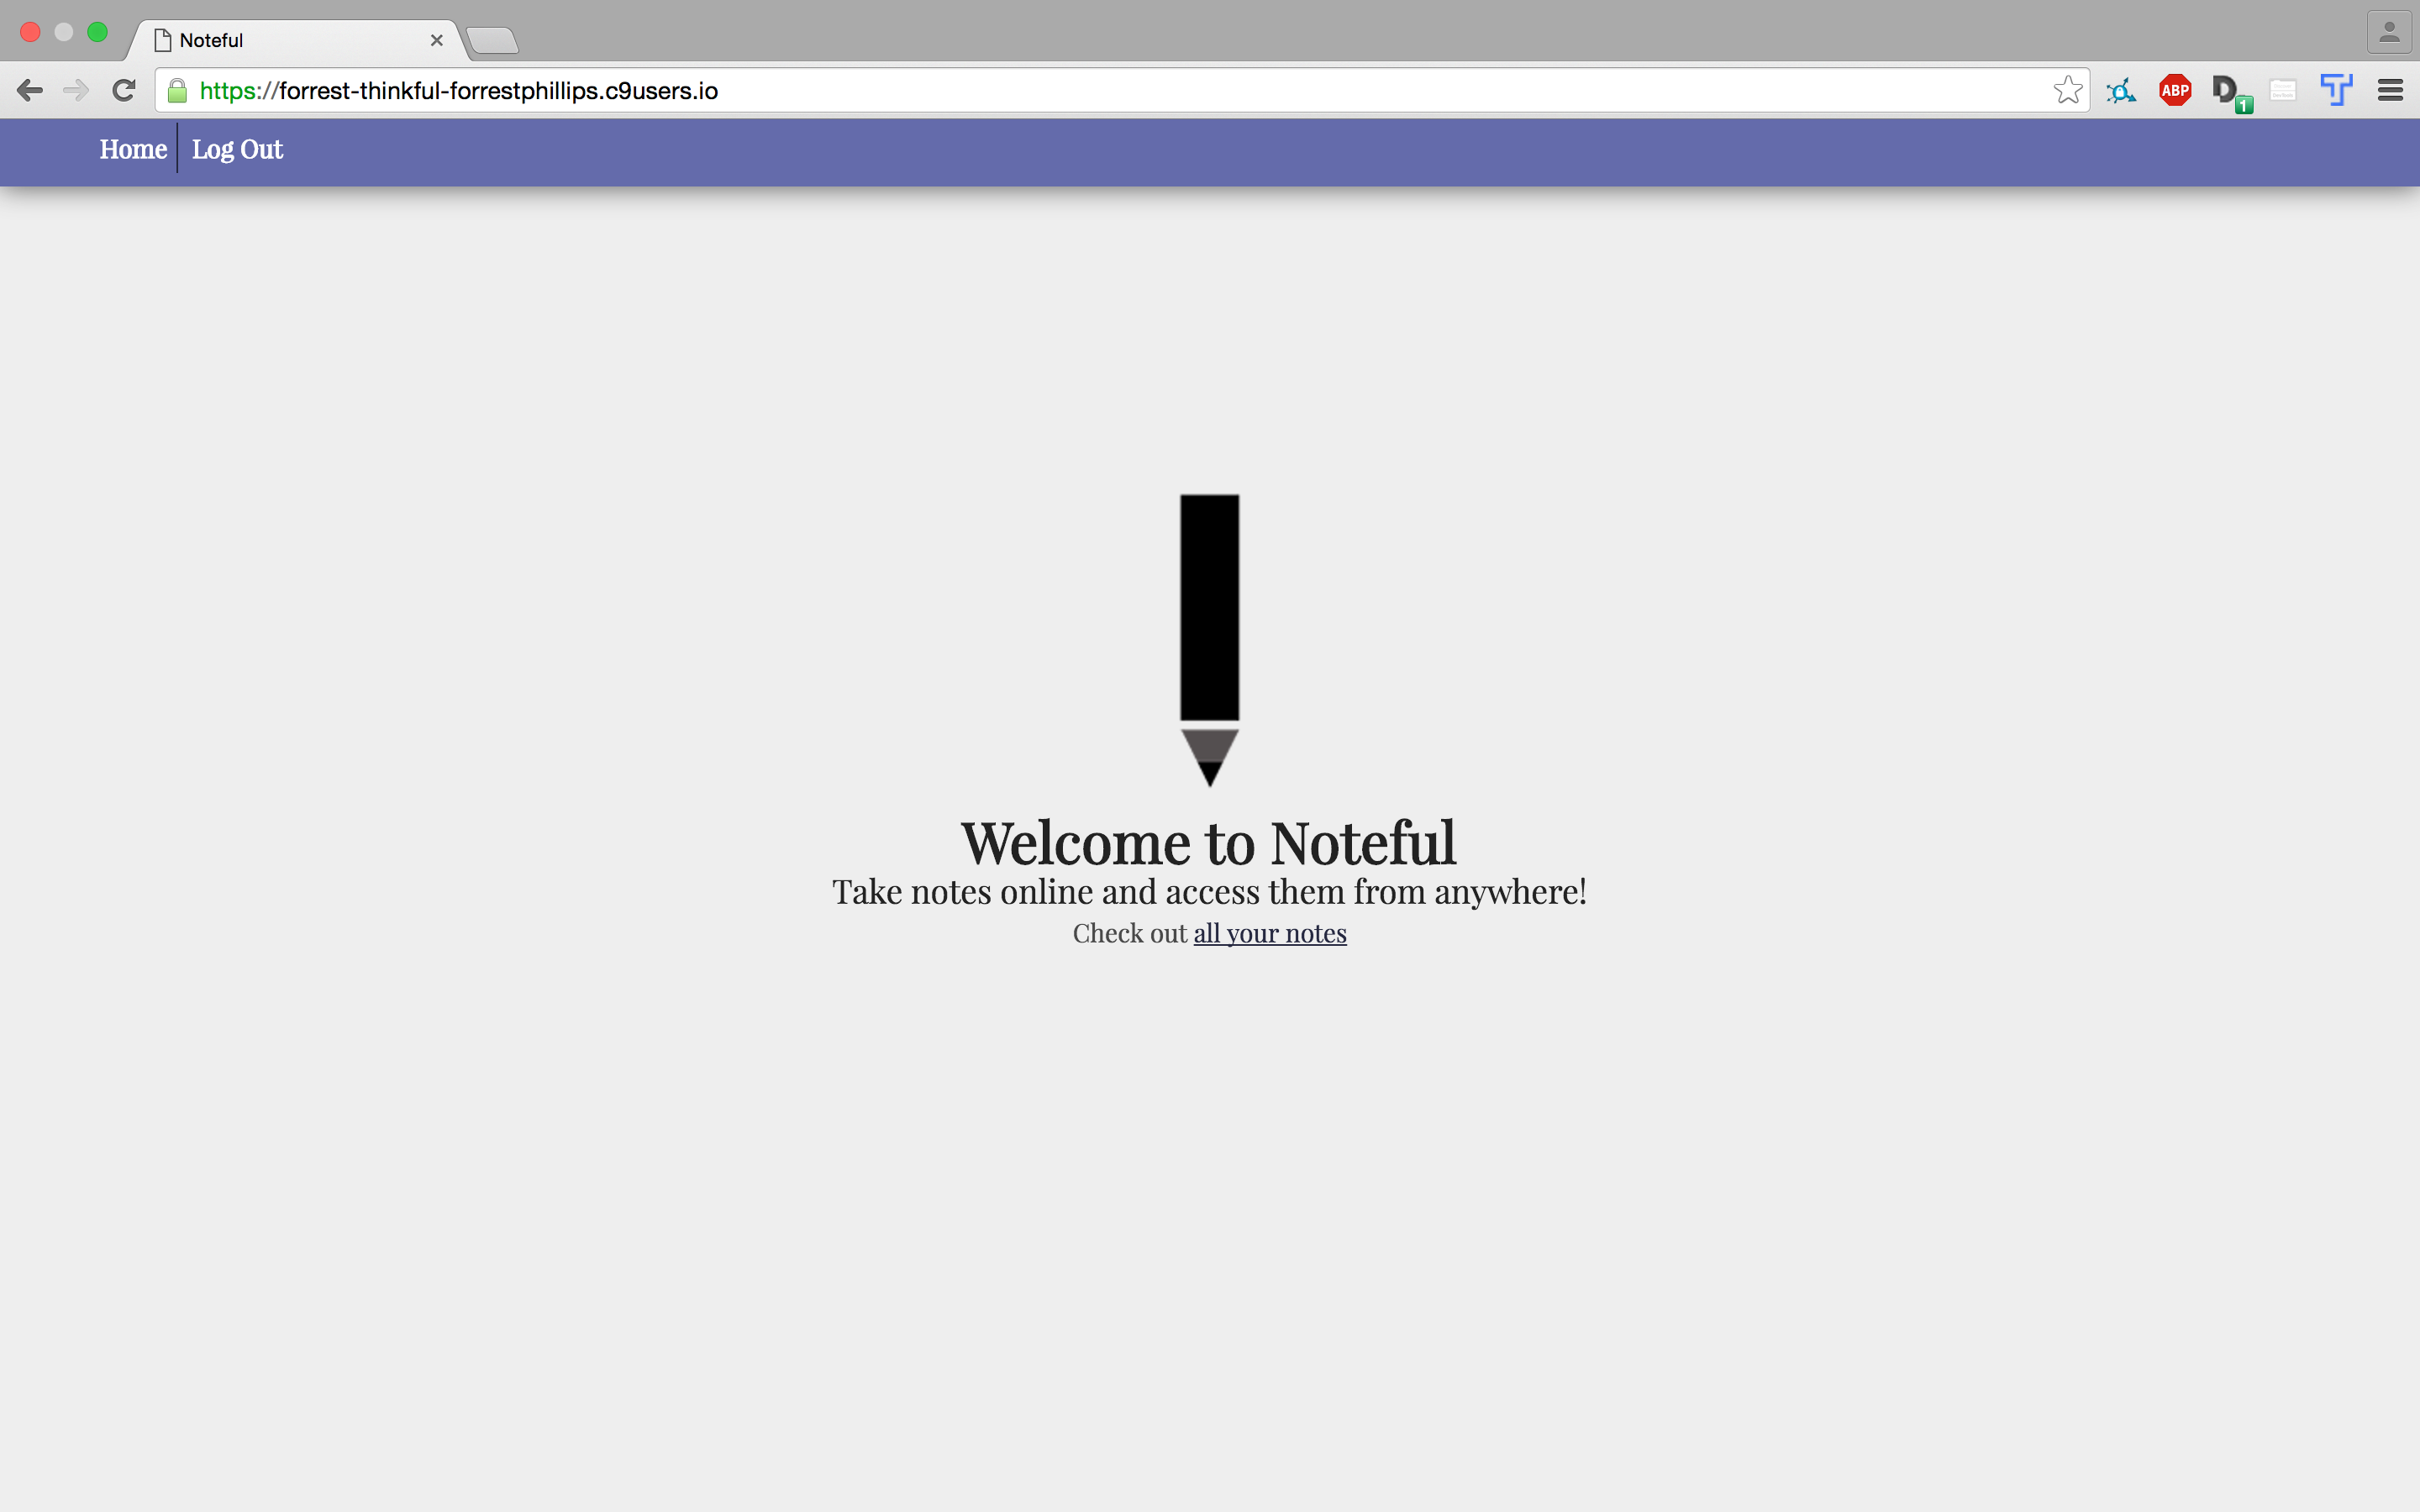 Noteful
https://forrest-thinkful-forrestphillips.c9users.io
ABP
D
1
Home
Log Out
Welcome to Noteful
Take notes online and access them from anywhere!
Check out all your notes